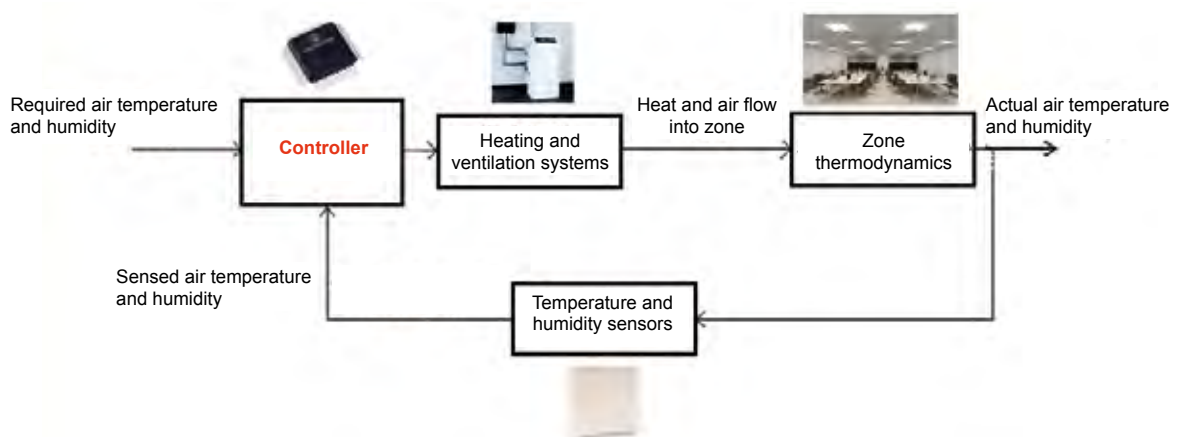 Required air temperature
and humidity
Controller
Heating and
ventilation systems
Heat and air flow
into zone
Zone
thermodynamics
Actual air temperature
and humidity
Sensed air temperature
and humidity
Temperature and
humidity sensors